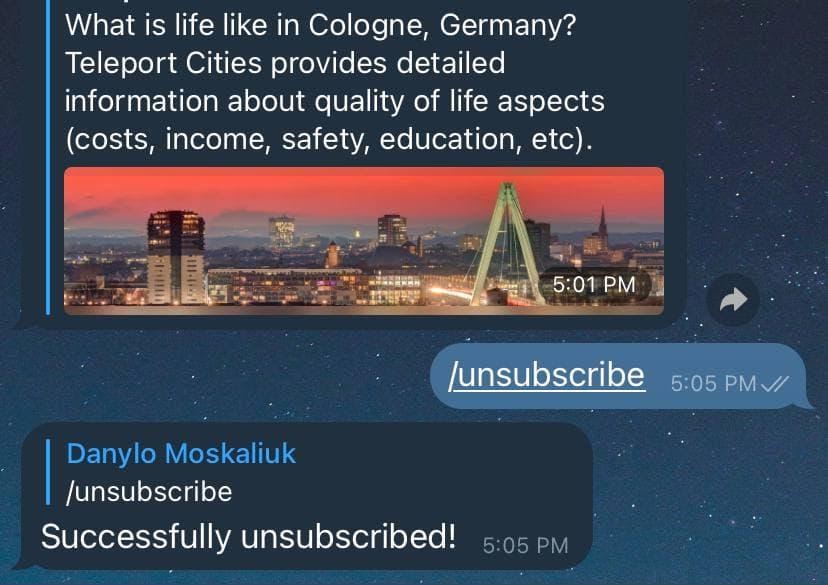 What is life like in Cologne, Germany?
Teleport Cities provides detailed
information about quality of life aspects
(costs, income, safety, education, etc).
5:01 PM
/unsubscribe 5:05 PM
Danylo Moskaliuk
/unsubscribe
Successfully unsubscribed! 5:05 PM